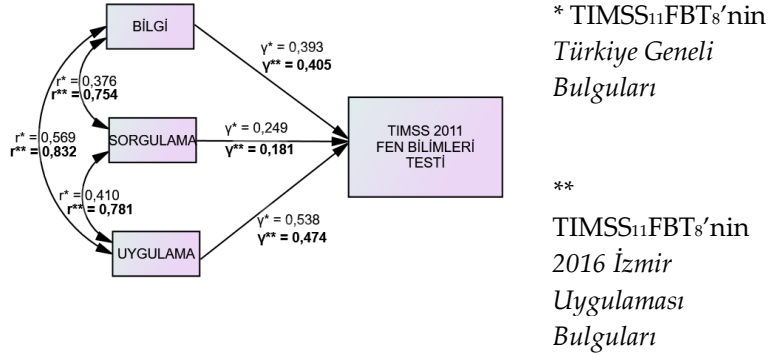 BİLGİ
γ* = 0,393
γ** = 0,405
r* = 0,376
r** = 0,754
SORGULAMA
γ* = 0,249
γ** = 0,181
r* = 0,569
r** = 0,832
TIMSS 2011
FEN BİLİMLERİ
TESTİ
r* = 0,410
r** = 0,781
γ* = 0,538
γ** = 0,474
UYGULAMA
* TIMSS₁₁FBT₈’nin
Türkiye Geneli
Bulguları
**
TIMSS₁₁FBT₈’nin
2016 İzmir
Uygulaması
Bulguları